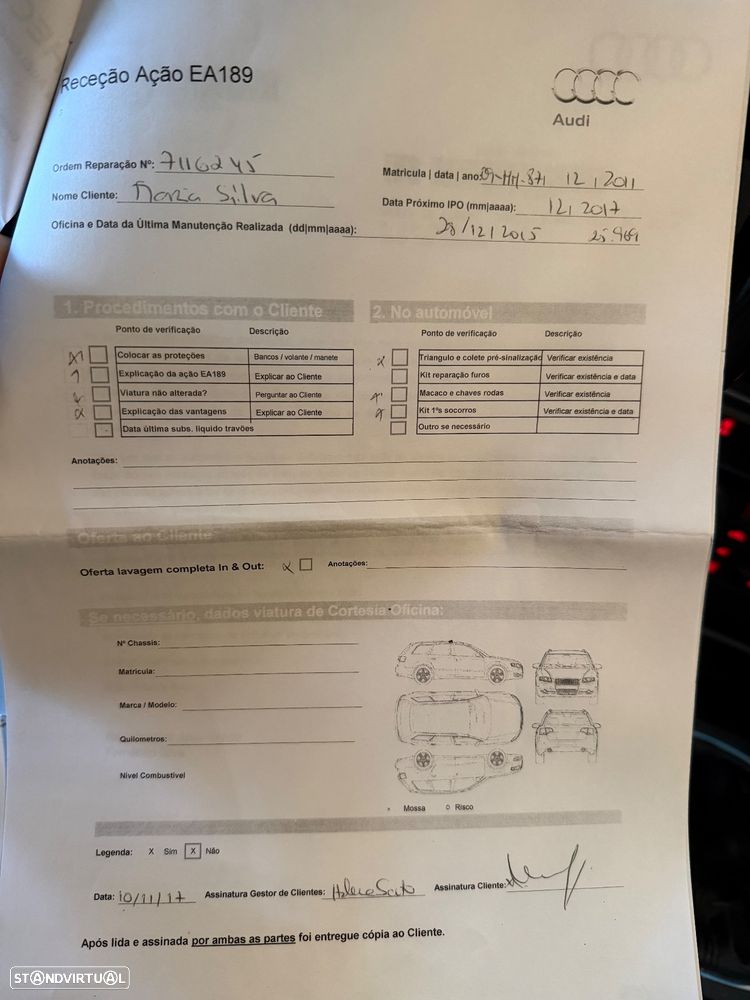 Receção Ação EA189
Audi
Ordem Reparação Nº: 7116245
Matricula | data | ano: 09-HH-87 | 12 | 2011
Nome Cliente: Maria Silva
Data Próximo IPO (mm|aaaa): 12 | 2017
Oficina e Data da Última Manutenção Realizada (dd|mm|aaaa): 28/12/2015 25.969
1. Procedimentos com o Cliente
2. No automóvel
Ponto de verificação Descrição
Ponto de verificação Descrição
Colocar as proteções Bancos / volante / manete
Triangulo e colete pré-sinalização Verificar existência
Explicação da ação EA189 Explicar ao Cliente
Kit reparação furos Verificar existência e data
Viatura não alterada? Perguntar ao Cliente
Macaco e chaves rodas Verificar existência
Explicação das vantagens Explicar ao Cliente
Kit 1ºs socorros Verificar existência e data
Data última subs. liquido travões
Outro se necessário
Anotações:
Oferta ao Cliente
Oferta lavagem completa In & Out: X Anotações:
Se necessário, dados viatura de Cortesia Oficina:
Nº Chassis:
Matricula:
Marca / Modelo:
Quilometros:
Nivel Combustivel
x Mossa O Risco
Legenda: X Sim X Não
Data: 10/11/17 Assinatura Gestor de Clientes: Assinatura Cliente:
Após lida e assinada por ambas as partes foi entregue cópia ao Cliente.
STANDVIRTUAL